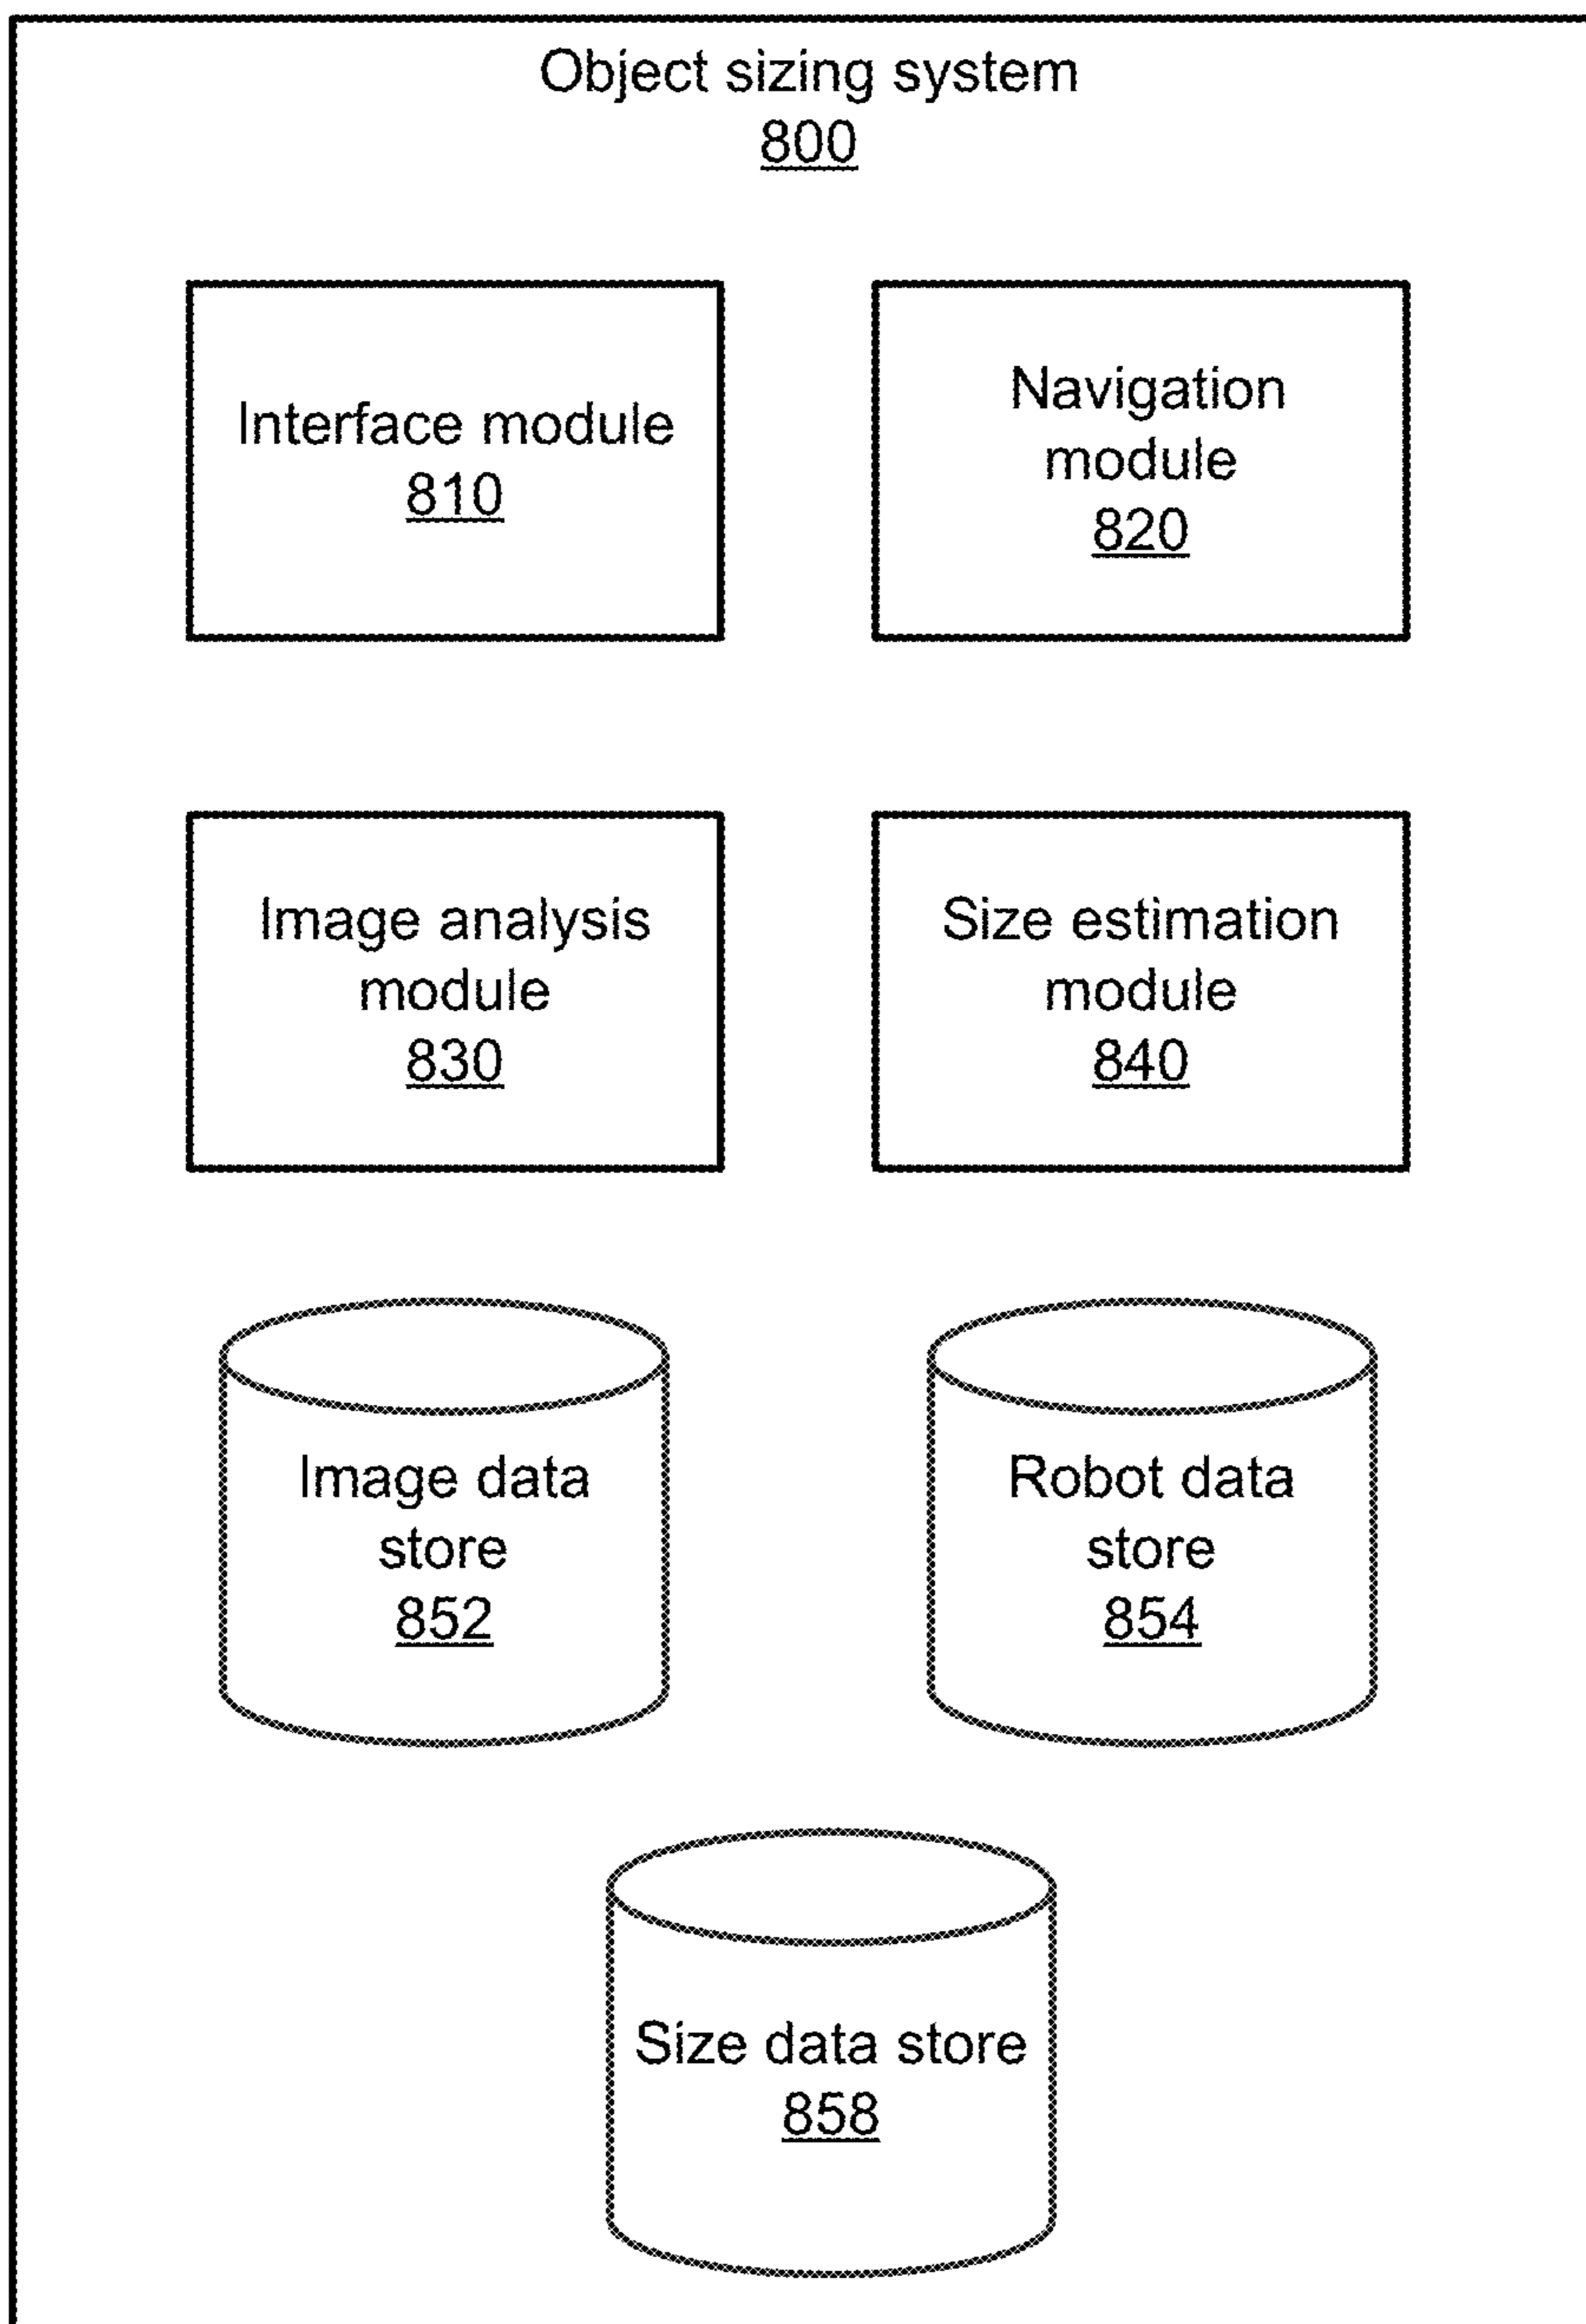 Object sizing system
800
Interface module
810
Navigation
module
820
Image analysis
module
830
Size estimation
module
840
Image data
store
852
Robot data
store
854
Size data store
858